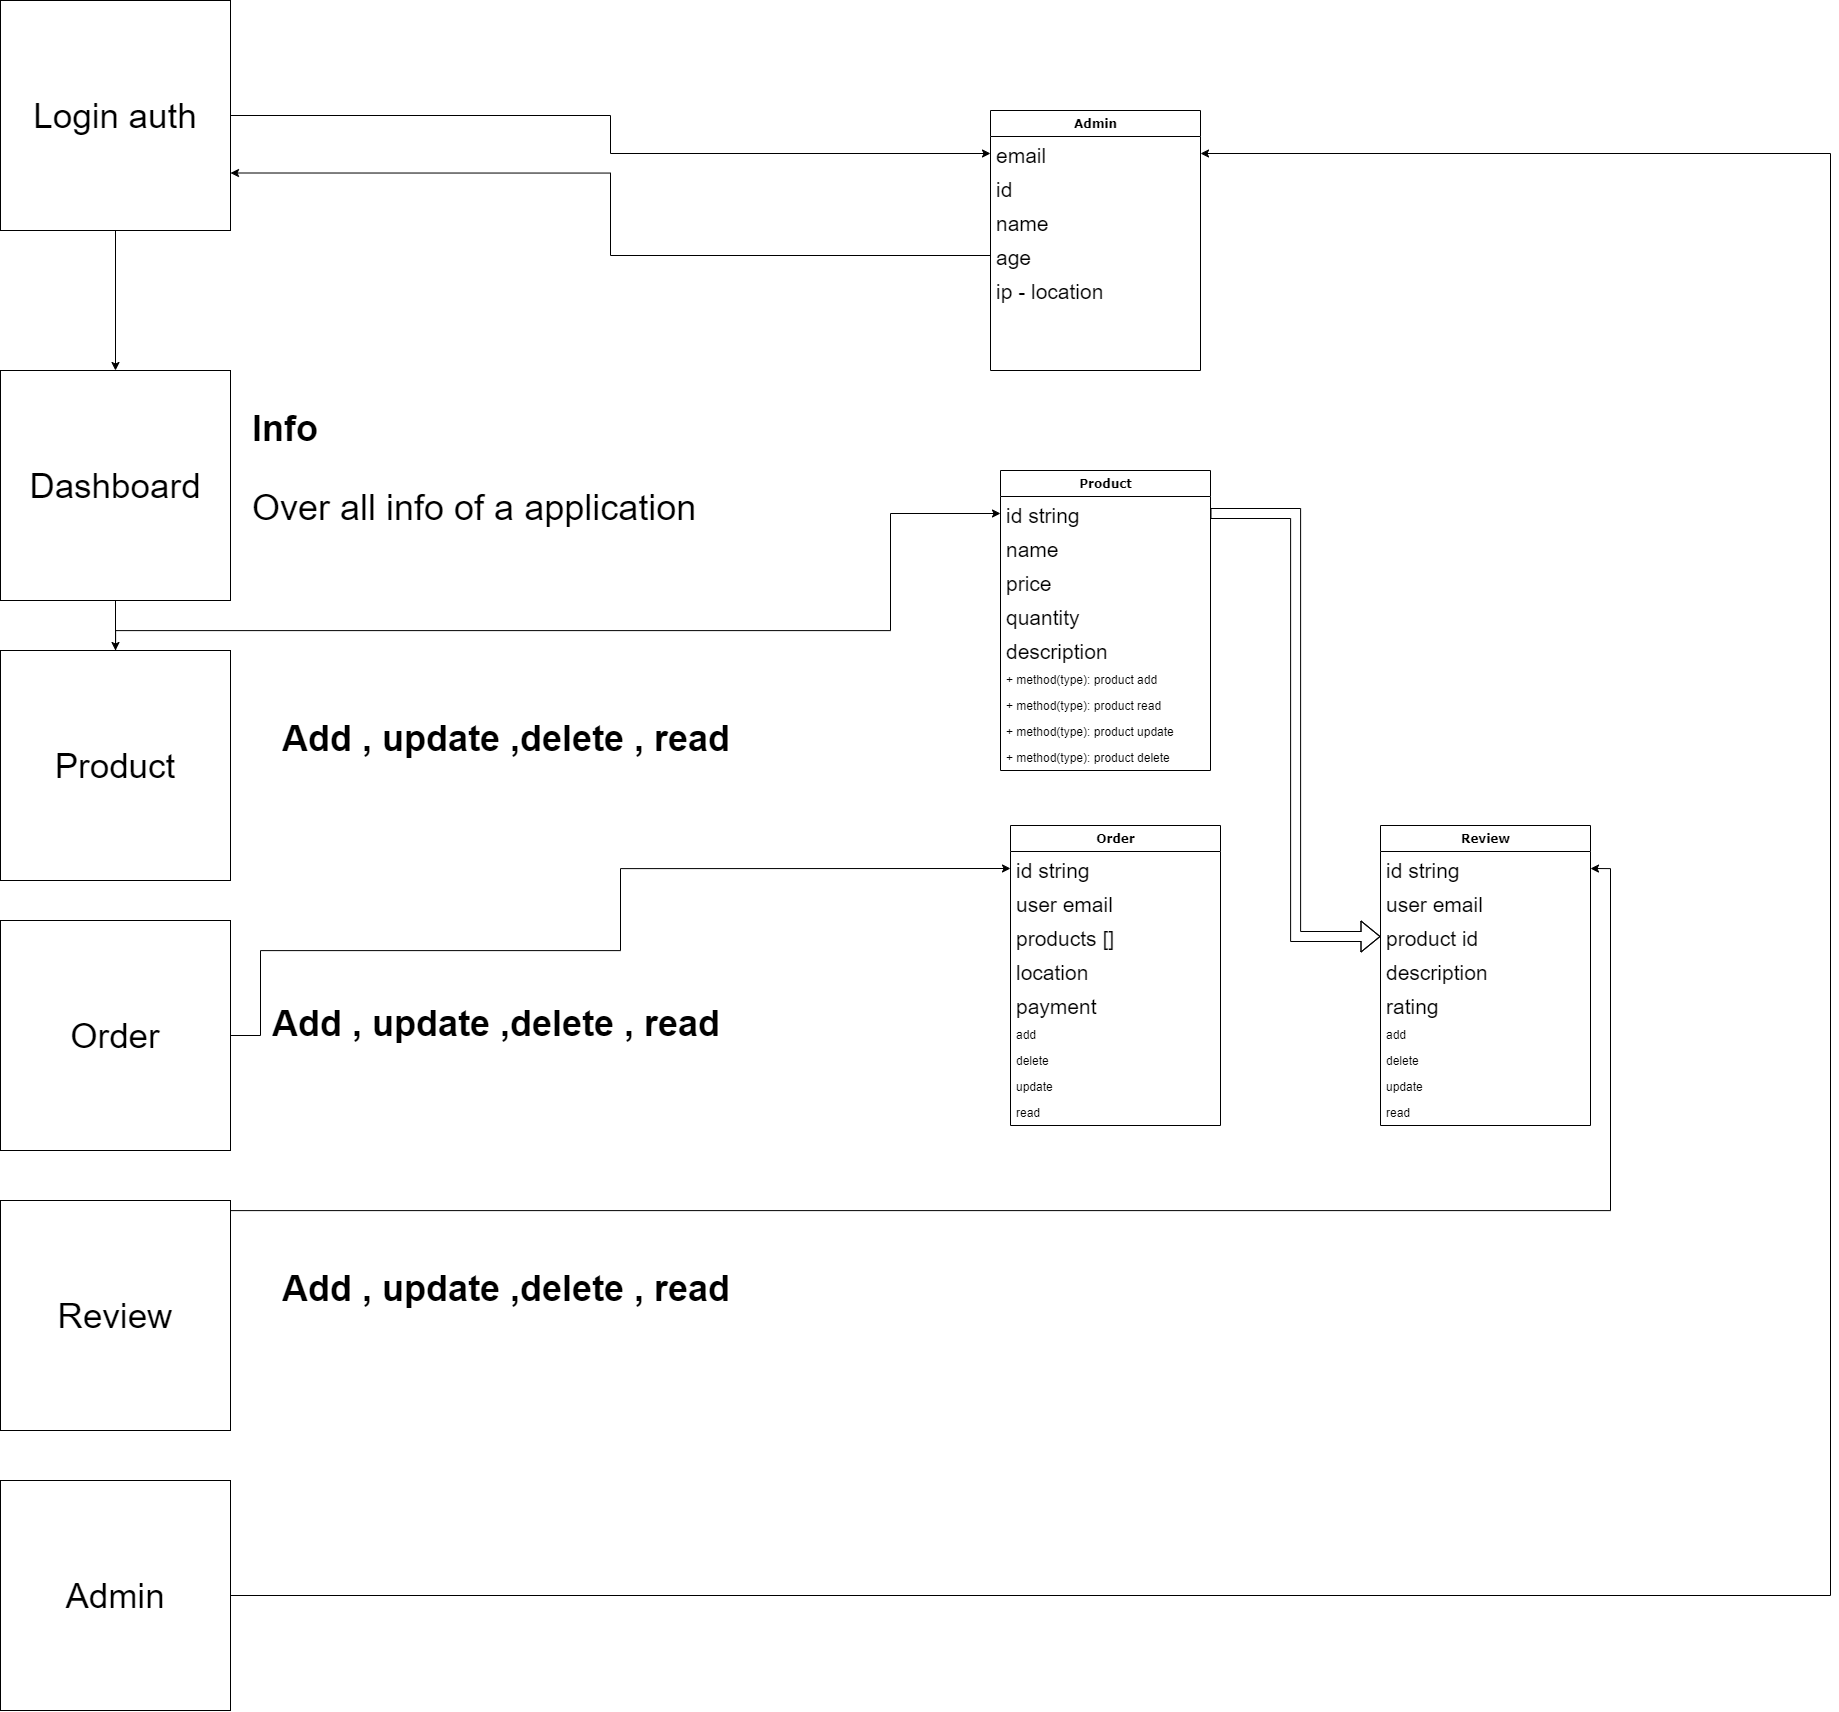 Login auth
Admin
email
id
name
age
ip - location
Dashboard
Info
Over all info of a application
Product
id string
name
price
quantity
description
+ method(type): product add
+ method(type): product read
+ method(type): product update
+ method(type): product delete
Product
Add , update ,delete , read
Order
id string
user email
products []
location
payment
add
delete
update
read
Review
id string
user email
product id
description
rating
add
delete
update
read
Order
Add , update ,delete , read
Review
Add , update ,delete , read
Admin